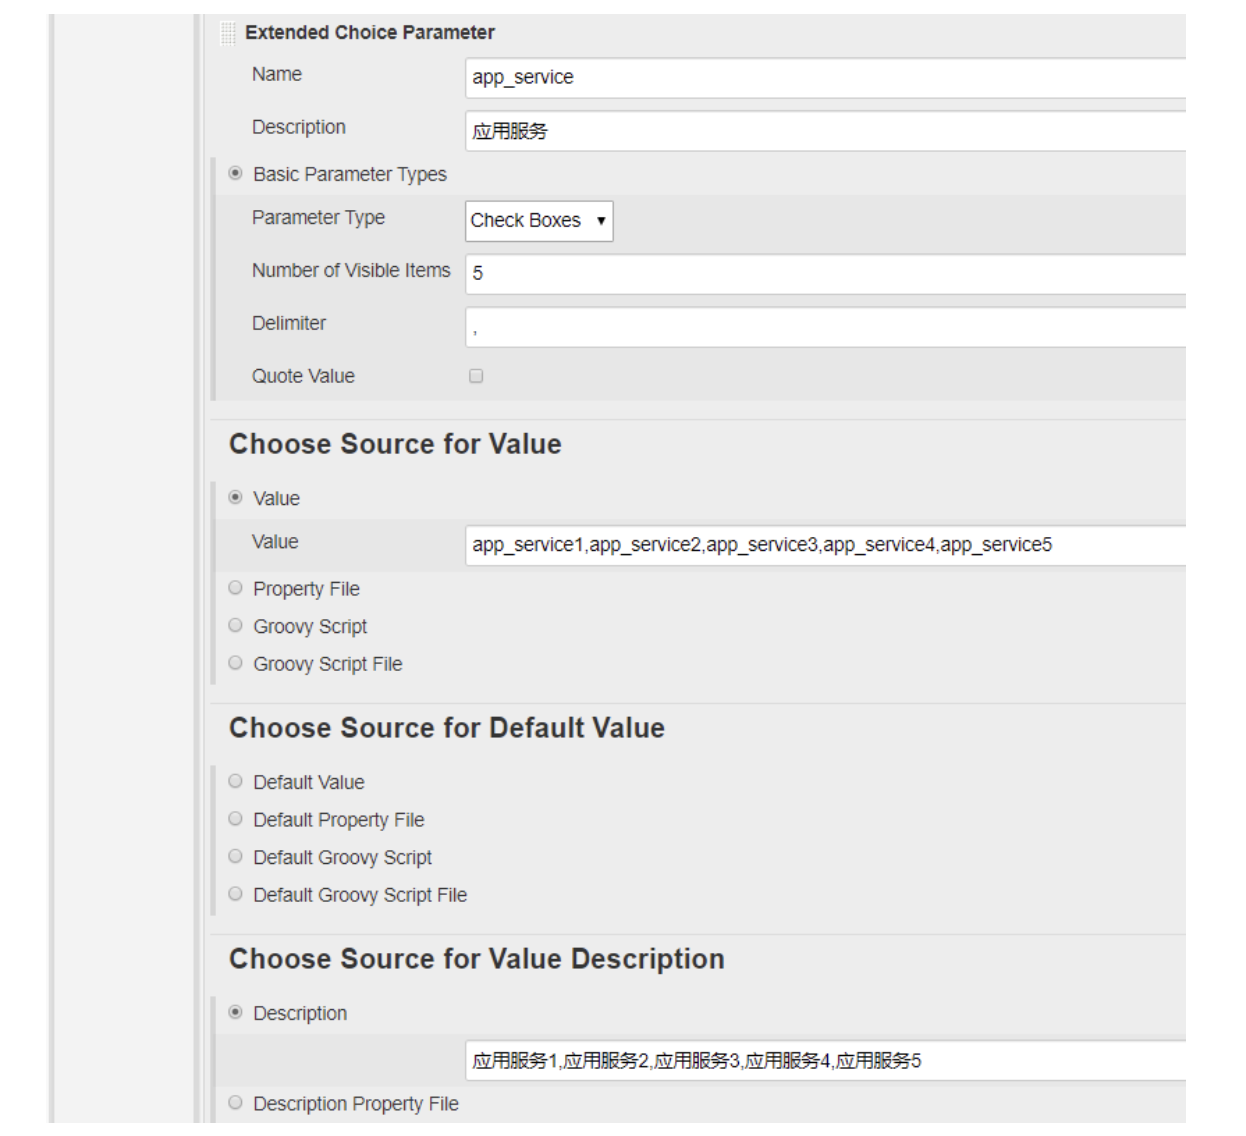 Extended Choice Parameter
Name
app_service
Description
应用服务
Basic Parameter Types
Parameter Type
Check Boxes
Number of Visible Items
5
Delimiter
,
Quote Value
Choose Source for Value
Value
Value
app_service1,app_service2,app_service3,app_service4,app_service5
Property File
Groovy Script
Groovy Script File
Choose Source for Default Value
Default Value
Default Property File
Default Groovy Script
Default Groovy Script File
Choose Source for Value Description
Description
应用服务1,应用服务2,应用服务3,应用服务4,应用服务5
Description Property File